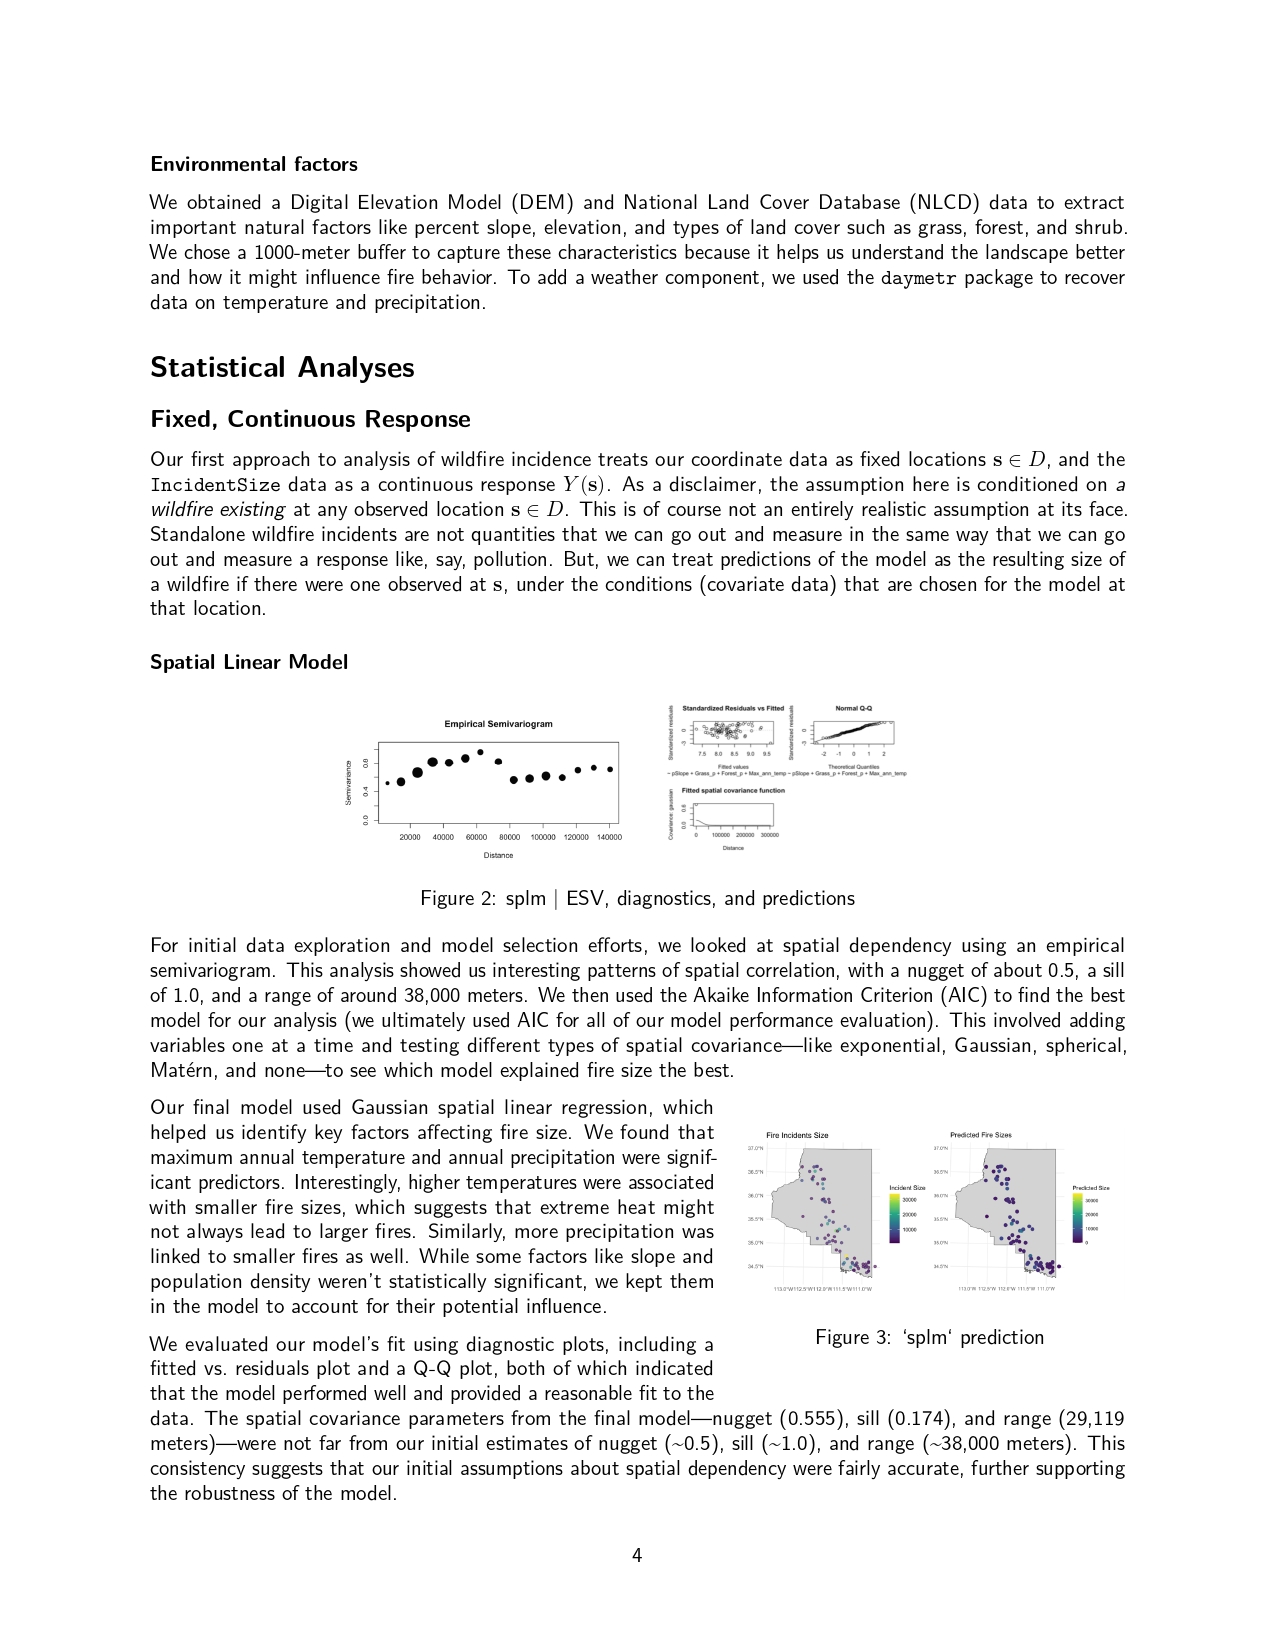 Environmental factors
We obtained a Digital Elevation Model (DEM) and National Land Cover Database (NLCD) data to extract
important natural factors like percent slope, elevation, and types of land cover such as grass, forest, and shrub.
We chose a 1000-meter buffer to capture these characteristics because it helps us understand the landscape better
and how it might influence fire behavior. To add a weather component, we used the daymetr package to recover
data on temperature and precipitation.
Statistical Analyses
Fixed, Continuous Response
Our first approach to analysis of wildfire incidence treats our coordinate data as fixed locations s ∈ D, and the
IncidentSize data as a continuous response Y(s). As a disclaimer, the assumption here is conditioned on a
wildfire existing at any observed location s ∈ D. This is of course not an entirely realistic assumption at its face.
Standalone wildfire incidents are not quantities that we can go out and measure in the same way that we can go
out and measure a response like, say, pollution. But, we can treat predictions of the model as the resulting size of
a wildfire if there were one observed at s, under the conditions (covariate data) that are chosen for the model at
that location.
Spatial Linear Model
Empirical Semivariogram
Semivariance
0.0 0.4 0.8
20000 40000 60000 80000 100000 120000 140000
Distance
Standardized Residuals vs Fitted
Standardized residuals
-3 0
7.5 8.0 8.5 9.0 9.5
Fitted values
~ pSlope + Grass_p + Forest_p + Max_ann_temp
Normal Q-Q
Standardized residuals
-3 0
-2 -1 0 1 2
Theoretical Quantiles
~ pSlope + Grass_p + Forest_p + Max_ann_temp
Fitted spatial covariance function
Covariance: gaussian
0.0 0.6
0 100000 200000 300000
Distance
Figure 2: splm | ESV, diagnostics, and predictions
For initial data exploration and model selection efforts, we looked at spatial dependency using an empirical
semivariogram. This analysis showed us interesting patterns of spatial correlation, with a nugget of about 0.5, a sill
of 1.0, and a range of around 38,000 meters. We then used the Akaike Information Criterion (AIC) to find the best
model for our analysis (we ultimately used AIC for all of our model performance evaluation). This involved adding
variables one at a time and testing different types of spatial covariance—like exponential, Gaussian, spherical,
Matérn, and none—to see which model explained fire size the best.
Our final model used Gaussian spatial linear regression, which
helped us identify key factors affecting fire size. We found that
maximum annual temperature and annual precipitation were signif-
icant predictors. Interestingly, higher temperatures were associated
with smaller fire sizes, which suggests that extreme heat might
not always lead to larger fires. Similarly, more precipitation was
linked to smaller fires as well. While some factors like slope and
population density weren't statistically significant, we kept them
in the model to account for their potential influence.
Fire Incidents Size
37.0°N
36.5°N
36.0°N
35.5°N
35.0°N
34.5°N
113.0°W 112.5°W 112.0°W 111.5°W 111.0°W
Incident Size
30000
20000
10000
Predicted Fire Sizes
37.0°N
36.5°N
36.0°N
35.5°N
35.0°N
34.5°N
113.0°W 112.5°W 112.0°W 111.5°W 111.0°W
Predicted Size
30000
20000
10000
0
Figure 3: ‘splm‘ prediction
We evaluated our model's fit using diagnostic plots, including a
fitted vs. residuals plot and a Q-Q plot, both of which indicated
that the model performed well and provided a reasonable fit to the
data. The spatial covariance parameters from the final model—nugget (0.555), sill (0.174), and range (29,119
meters)—were not far from our initial estimates of nugget (~0.5), sill (~1.0), and range (~38,000 meters). This
consistency suggests that our initial assumptions about spatial dependency were fairly accurate, further supporting
the robustness of the model.
4